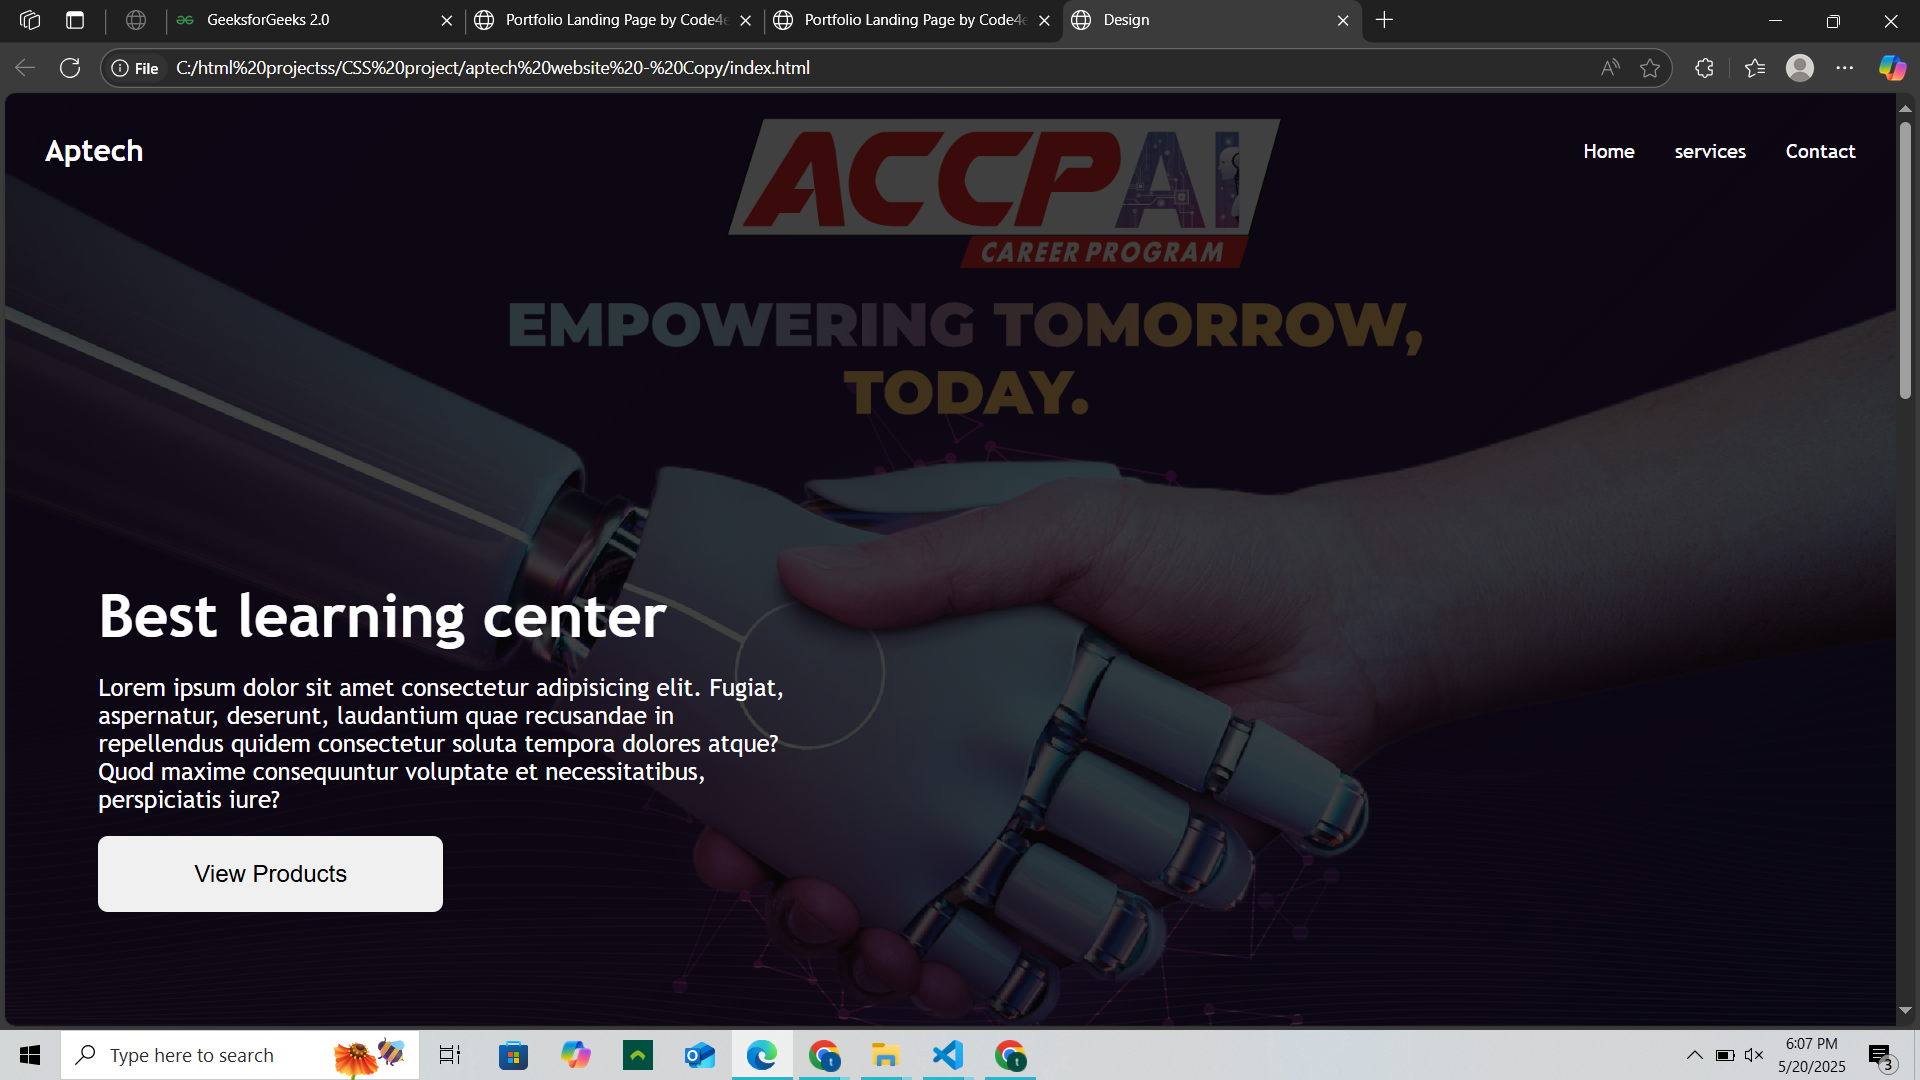 GeeksforGeeks 2.0
Portfolio Landing Page by Code4e
Portfolio Landing Page by Code4e
Design
File
C:/html%20projectss/CSS%20project/aptech%20website%20-%20Copy/index.html
Aptech
Home
services
Contact
ACCPAI
CAREER PROGRAM
EMPOWERING TOMORROW,
TODAY.
Best learning center
Lorem ipsum dolor sit amet consectetur adipisicing elit. Fugiat,
aspernatur, deserunt, laudantium quae recusandae in
repellendus quidem consectetur soluta tempora dolores atque?
Quod maxime consequuntur voluptate et necessitatibus,
perspiciatis iure?
View Products
Type here to search
6:07 PM
5/20/2025
3